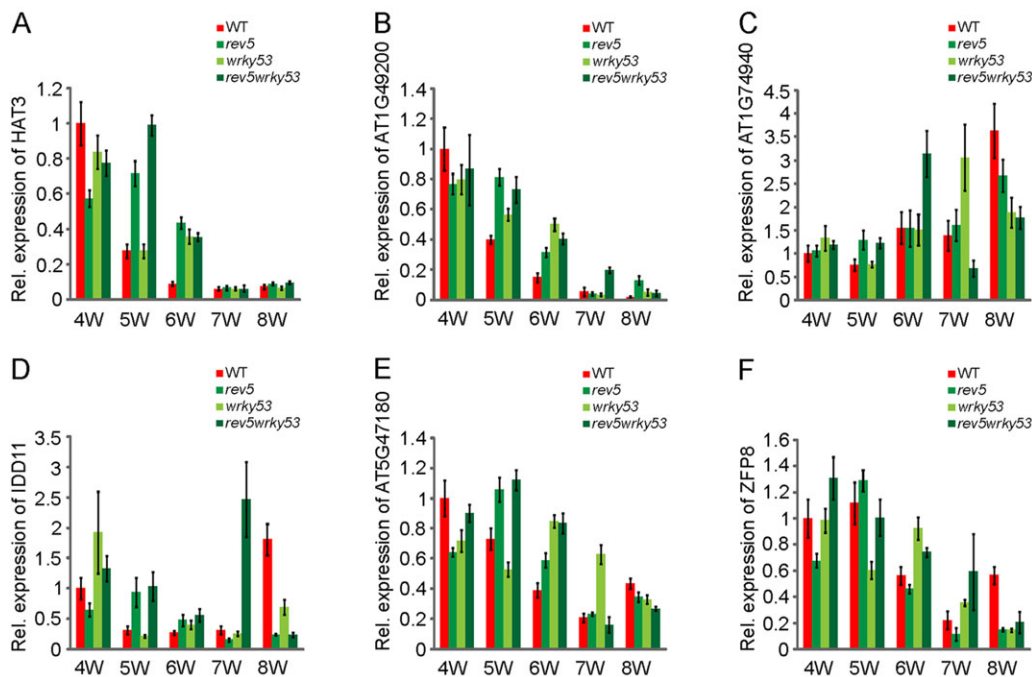 A
WT
rev5
wrky53
rev5wrky53
Rel. expression of HAT3
1.2
1
0.8
0.6
0.4
0.2
0
4W 5W 6W 7W 8W
B
WT
rev5
wrky53
rev5wrky53
Rel. expression of AT1G49200
1.4
1.2
1
0.8
0.6
0.4
0.2
0
4W 5W 6W 7W 8W
C
WT
rev5
wrky53
rev5wrky53
Rel. expression of AT1G74940
4.5
4
3.5
3
2.5
2
1.5
1
0.5
0
4W 5W 6W 7W 8W
D
WT
rev5
wrky53
rev5wrky53
Rel. expression of IDD11
3.5
3
2.5
2
1.5
1
0.5
0
4W 5W 6W 7W 8W
E
WT
rev5
wrky53
rev5wrky53
Rel. expression of AT5G47180
1.4
1.2
1
0.8
0.6
0.4
0.2
0
4W 5W 6W 7W 8W
F
WT
rev5
wrky53
rev5wrky53
Rel. expression of ZFP8
1.6
1.4
1.2
1
0.8
0.6
0.4
0.2
0
4W 5W 6W 7W 8W